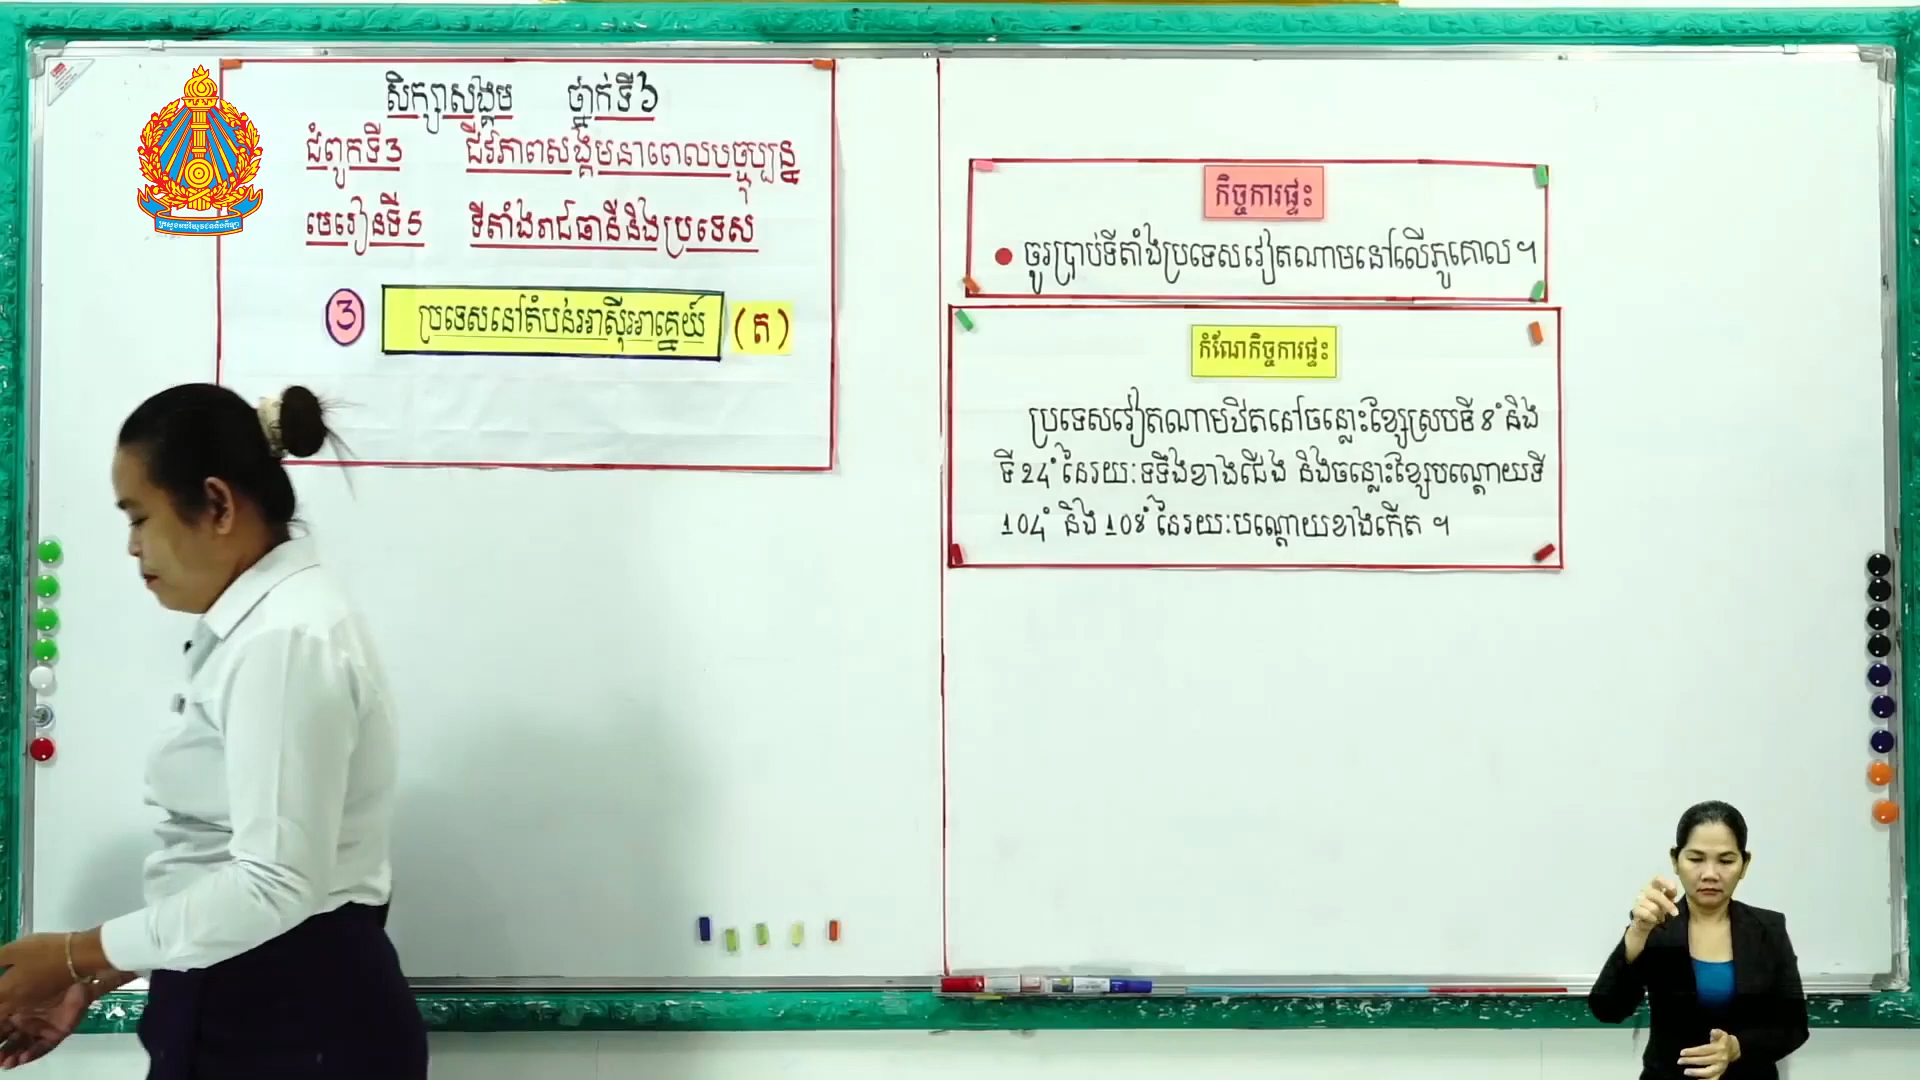 សិក្សាសង្គម ថ្នាក់ទី៦
ជំពូកទី3 ជីវភាពសង្គមនាពេលបច្ចុប្បន្ន
មេរៀនទី5 ទីតាំងរាជធានីនិងប្រទេស
3 ប្រទេសនៅតំបន់អាស៊ីអាគ្នេយ៍ (ត)
កិច្ចការផ្ទះ
ចូរប្រាប់ទីតាំងប្រទេសវៀតណាមនៅលើភូគោល។
កំណែកិច្ចការផ្ទះ
ប្រទេសវៀតណាមឋិតនៅចន្លោះខ្សែស្របទី 8° និង
ទី 24° នៃរយៈទទឹងខាងជើង និងចន្លោះខ្សែបណ្តោយទី
104° និង 108° នៃរយៈបណ្តោយខាងកើត ។